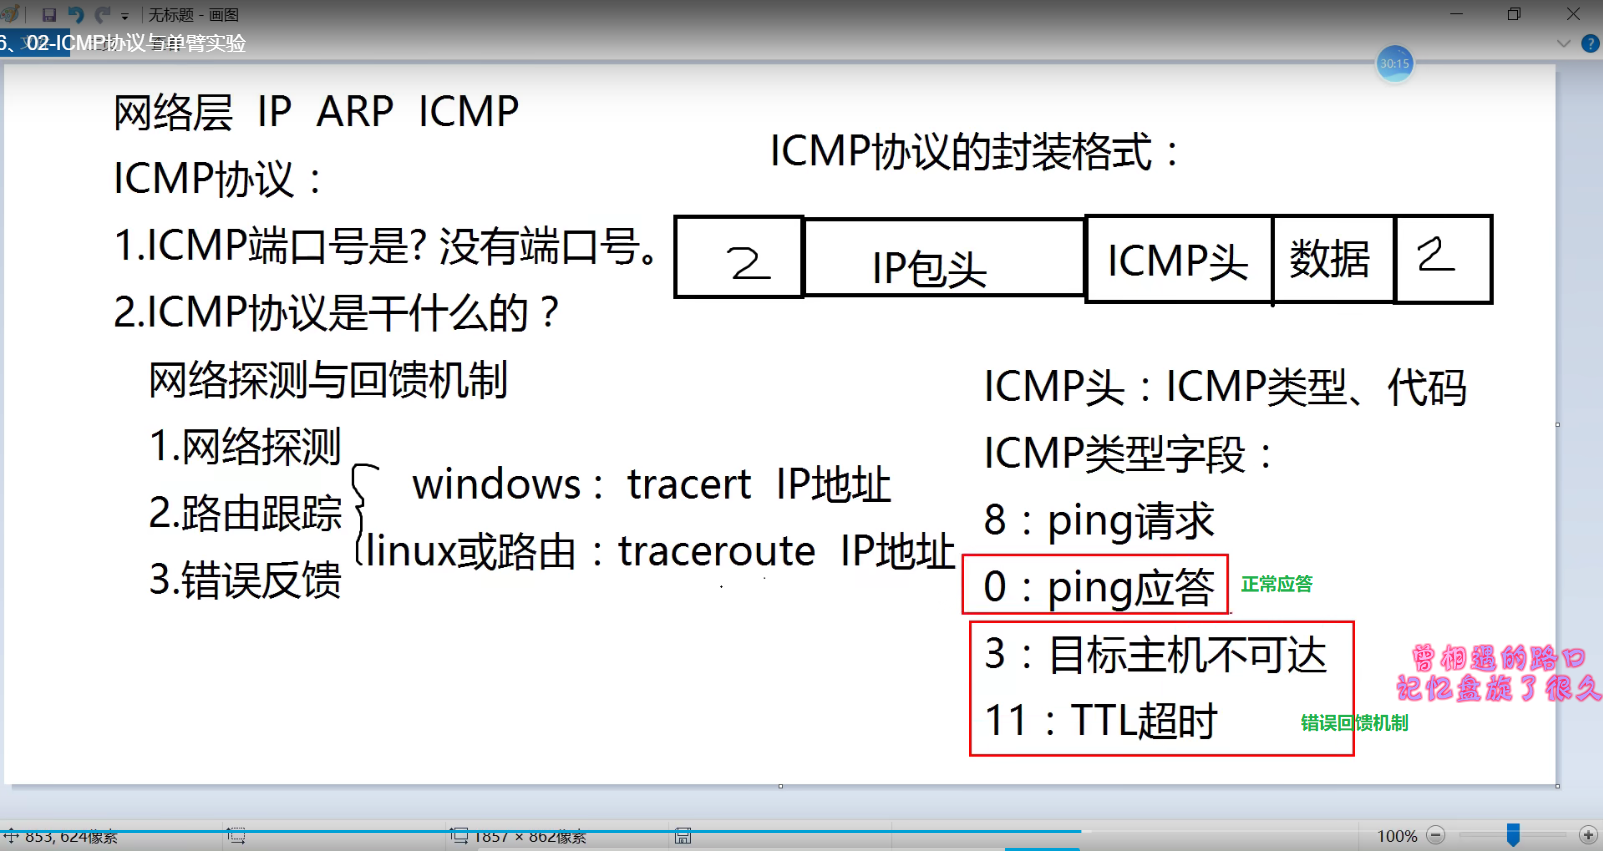 无标题 - 画图
6、02-ICMP协议与单臂实验
30:15
网络层 IP ARP ICMP
ICMP协议：
1.ICMP端口号是? 没有端口号。
2.ICMP协议是干什么的？
网络探测与回馈机制
1.网络探测
2.路由跟踪
3.错误反馈
windows： tracert IP地址
linux或路由：traceroute IP地址
ICMP协议的封装格式：
2 IP包头 ICMP头 数据 2
ICMP头：ICMP类型、代码
ICMP类型字段：
8：ping请求
0：ping应答 正常应答
3：目标主机不可达
11：TTL超时 错误回馈机制
曾相遇的路口
记忆盘旋了很久
853, 624像素
1857 × 862像素
100%